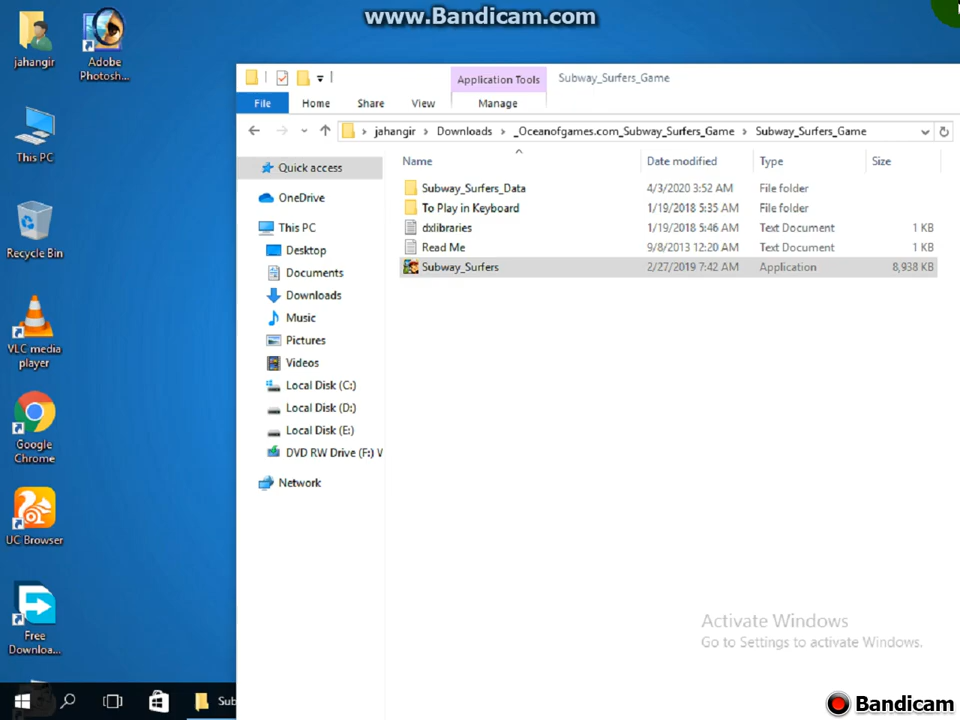 www.Bandicam.com
jahangir
Adobe Photosh...
This PC
Recycle Bin
VLC media player
Google Chrome
UC Browser
Free Downloa...
Application Tools
Subway_Surfers_Game
File
Home
Share
View
Manage
jahangir
Downloads
_Oceanofgames.com_Subway_Surfers_Game
Subway_Surfers_Game
Quick access
OneDrive
This PC
Desktop
Documents
Downloads
Music
Pictures
Videos
Local Disk (C:)
Local Disk (D:)
Local Disk (E:)
DVD RW Drive (F:) V
Network
Name Date modified Type Size
Subway_Surfers_Data 4/3/2020 3:52 AM File folder
To Play in Keyboard 1/19/2018 5:35 AM File folder
dxlibraries 1/19/2018 5:46 AM Text Document 1 KB
Read Me 9/8/2013 12:20 AM Text Document 1 KB
Subway_Surfers 2/27/2019 7:42 AM Application 8,938 KB
Activate Windows
Go to Settings to activate Windows.
Sub
Bandicam